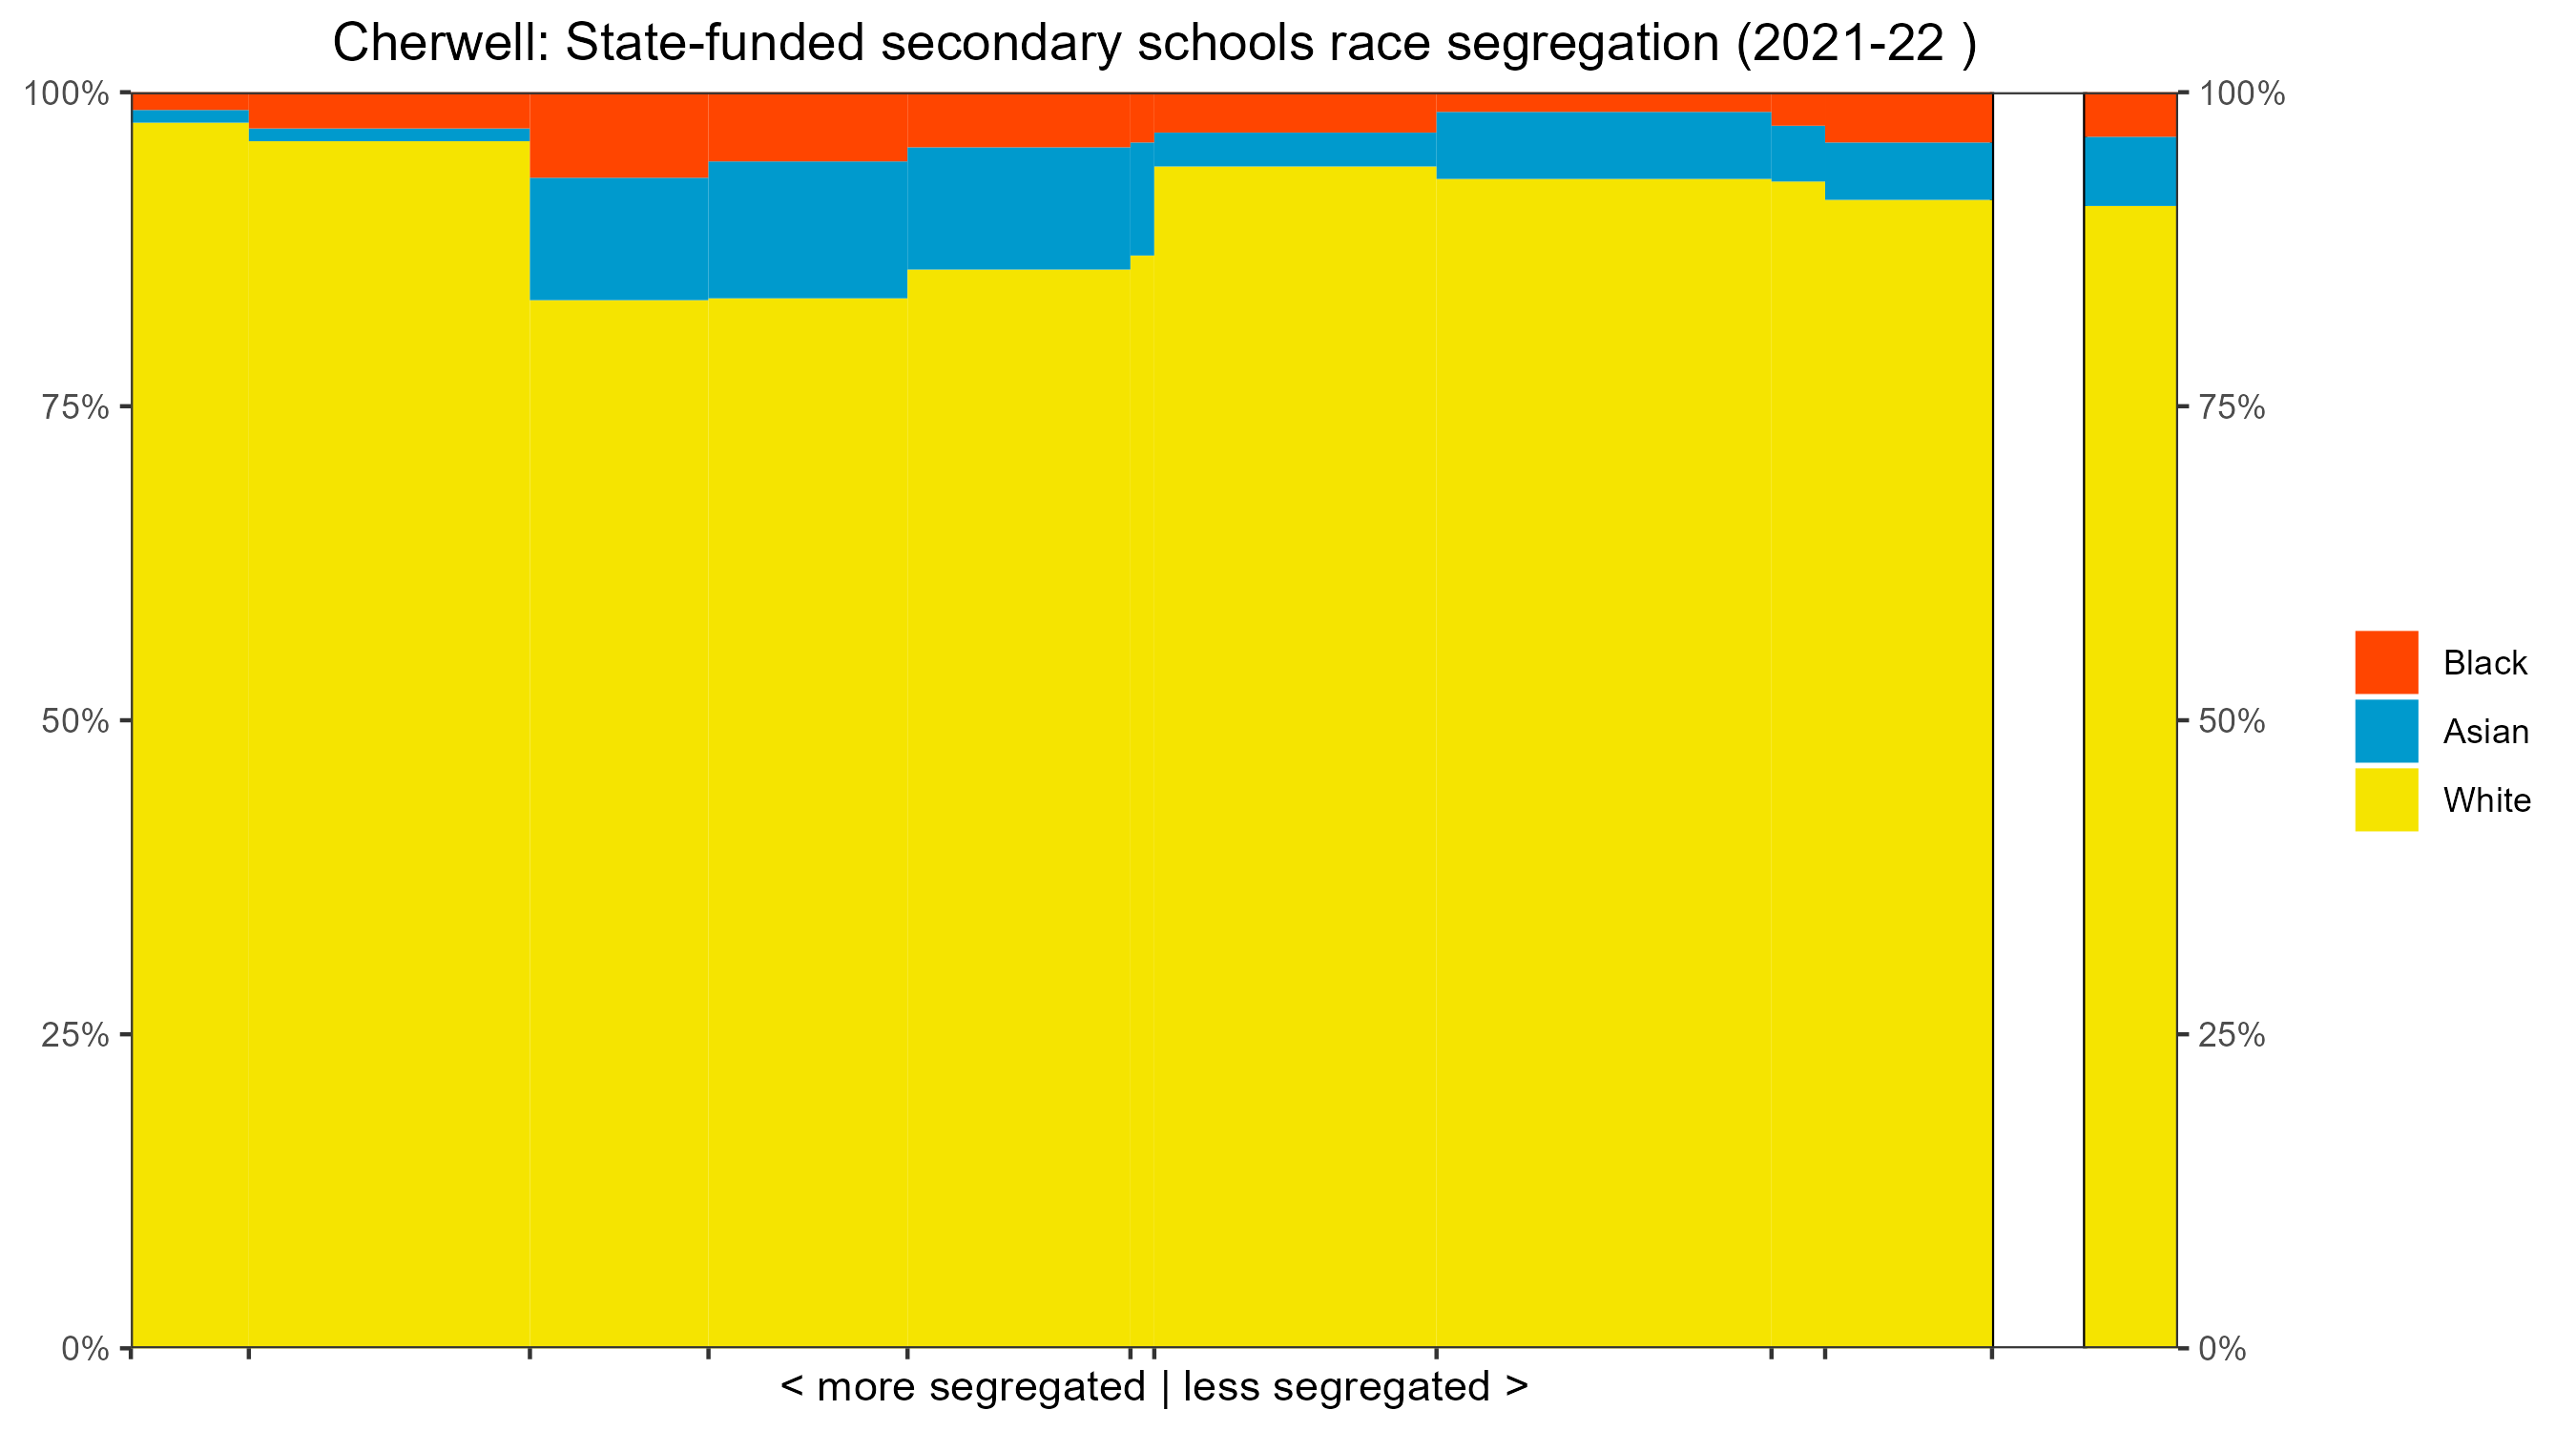 Cherwell: State-funded secondary schools race segregation (2021-22 )
100%
75%
50%
25%
0%
100%
75%
50%
25%
0%
Black
Asian
White
< more segregated | less segregated >